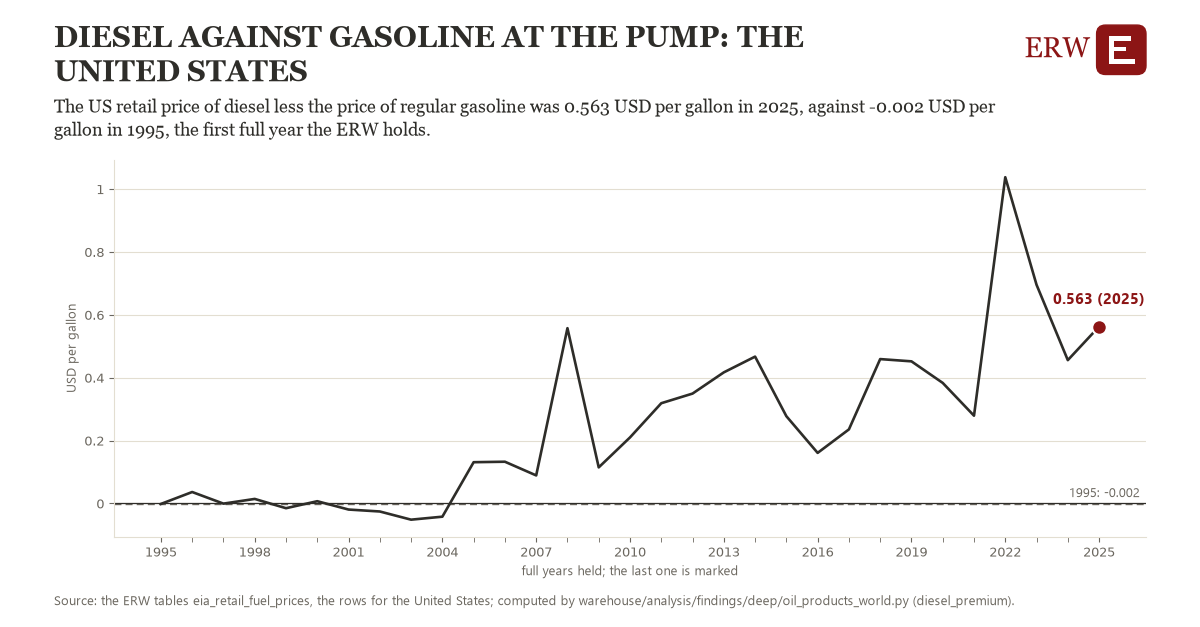 DIESEL AGAINST GASOLINE AT THE PUMP: THE
UNITED STATES
ERW E
The US retail price of diesel less the price of regular gasoline was 0.563 USD per gallon in 2025, against -0.002 USD per
gallon in 1995, the first full year the ERW holds.
USD per gallon
1
0.8
0.6
0.4
0.2
0
0.563 (2025)
1995: -0.002
1995 1998 2001 2004 2007 2010 2013 2016 2019 2022 2025
full years held; the last one is marked
Source: the ERW tables eia_retail_fuel_prices, the rows for the United States; computed by warehouse/analysis/findings/deep/oil_products_world.py (diesel_premium).